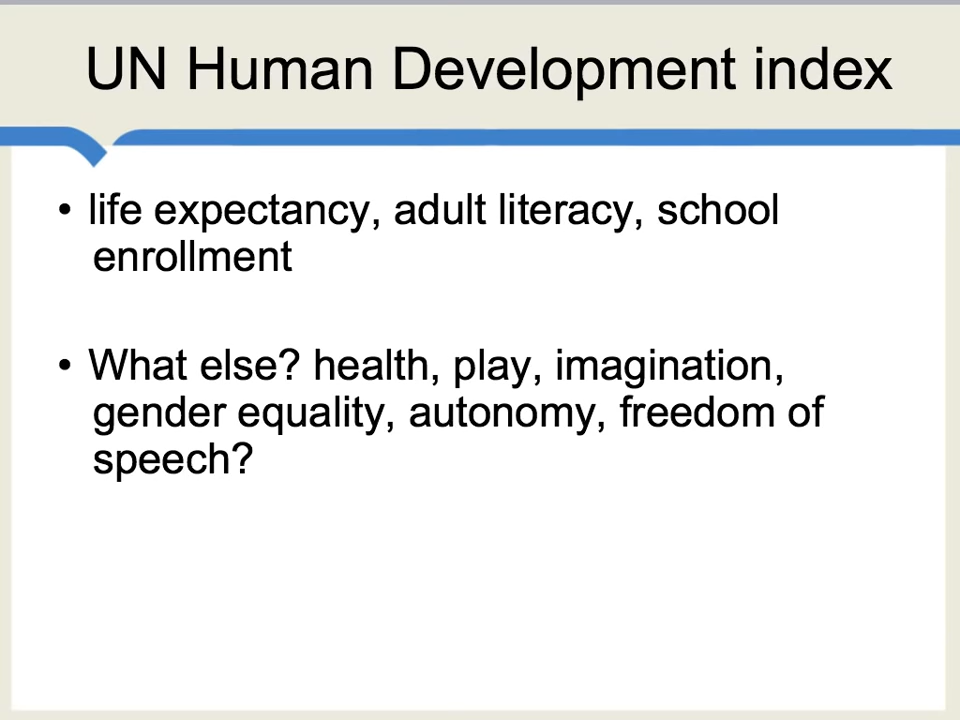 UN Human Development index
• life expectancy, adult literacy, school
enrollment
• What else? health, play, imagination,
gender equality, autonomy, freedom of
speech?